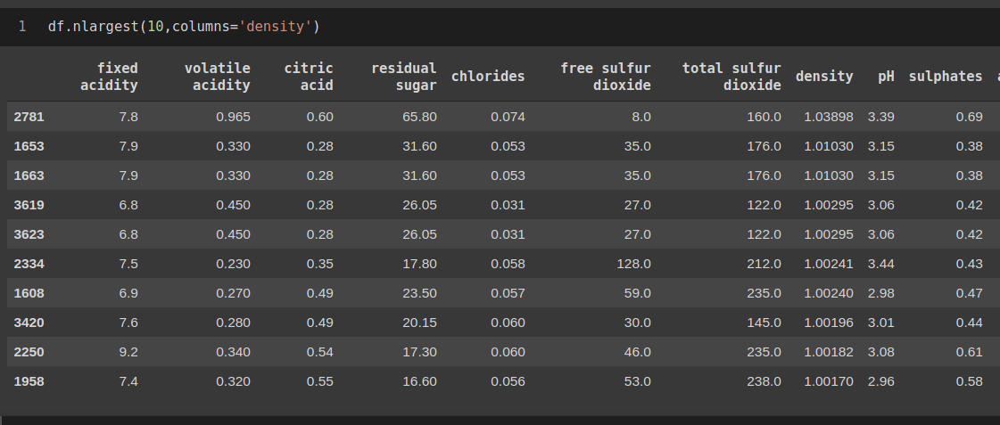 1 df.nlargest(10,columns='density')
fixed acidity volatile acidity citric acid residual sugar chlorides free sulfur dioxide total sulfur dioxide density pH sulphates
2781 7.8 0.965 0.60 65.80 0.074 8.0 160.0 1.03898 3.39 0.69
1653 7.9 0.330 0.28 31.60 0.053 35.0 176.0 1.01030 3.15 0.38
1663 7.9 0.330 0.28 31.60 0.053 35.0 176.0 1.01030 3.15 0.38
3619 6.8 0.450 0.28 26.05 0.031 27.0 122.0 1.00295 3.06 0.42
3623 6.8 0.450 0.28 26.05 0.031 27.0 122.0 1.00295 3.06 0.42
2334 7.5 0.230 0.35 17.80 0.058 128.0 212.0 1.00241 3.44 0.43
1608 6.9 0.270 0.49 23.50 0.057 59.0 235.0 1.00240 2.98 0.47
3420 7.6 0.280 0.49 20.15 0.060 30.0 145.0 1.00196 3.01 0.44
2250 9.2 0.340 0.54 17.30 0.060 46.0 235.0 1.00182 3.08 0.61
1958 7.4 0.320 0.55 16.60 0.056 53.0 238.0 1.00170 2.96 0.58